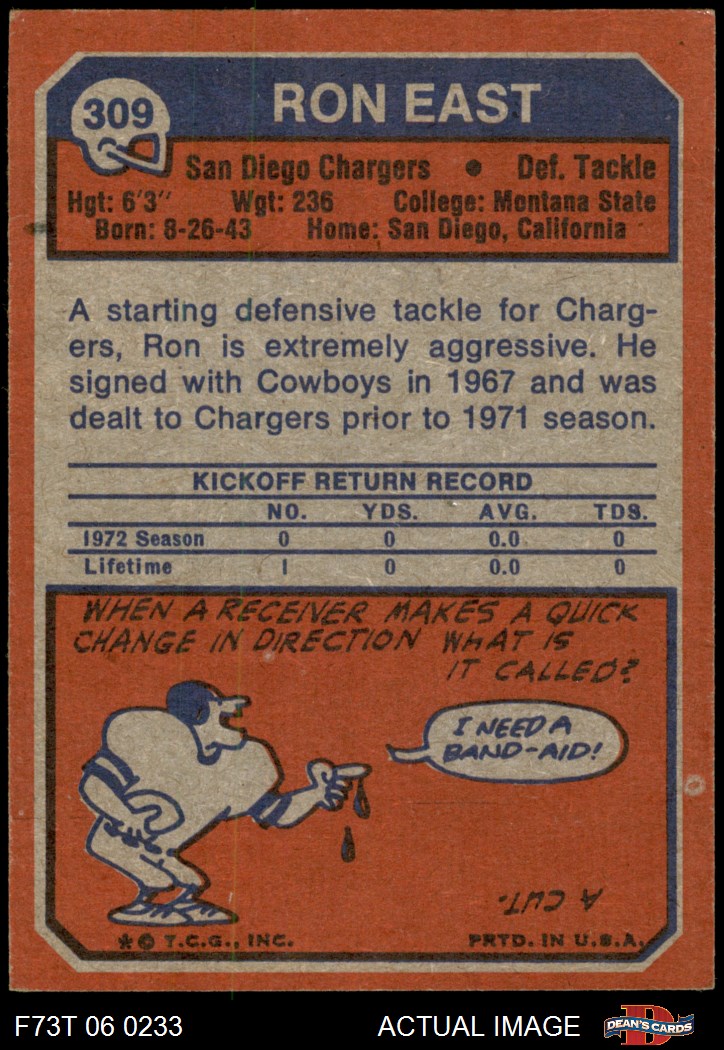 309
RON EAST
San Diego Chargers • Def. Tackle
Hgt: 6'3" Wgt: 236 College: Montana State
Born: 8-26-43 Home: San Diego, California
A starting defensive tackle for Charg-
ers, Ron is extremely aggressive. He
signed with Cowboys in 1967 and was
dealt to Chargers prior to 1971 season.
KICKOFF RETURN RECORD
NO. YDS. AVG. TDS.
1972 Season 0 0 0.0 0
Lifetime 1 0 0.0 0
WHEN A RECEIVER MAKES A QUICK
CHANGE IN DIRECTION WHAT IS
IT CALLED?
I NEED A
BAND-AID!
A CUT.
* © T.C.G., INC. PRTD. IN U.S.A.
F73T 06 0233 ACTUAL IMAGE D
DEAN'S CARDS